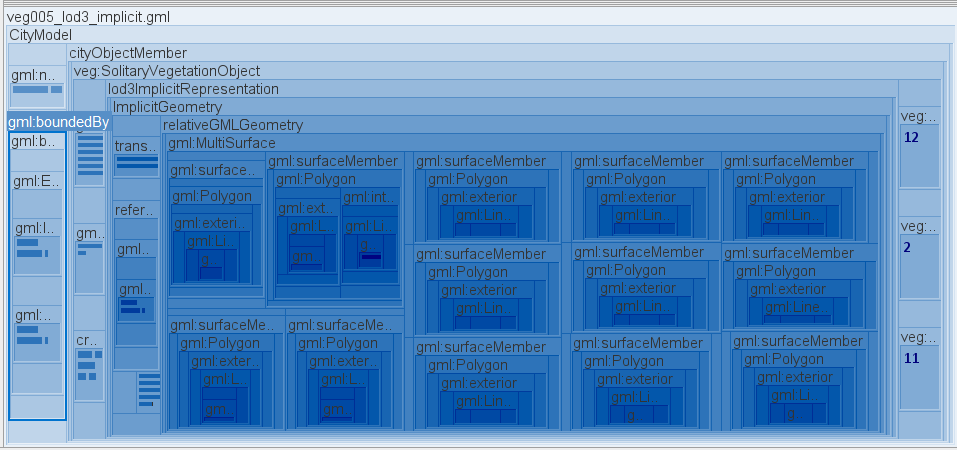 veg005_lod3_implicit.gml
CityModel
cityObjectMember
gml:n..
veg:SolitaryVegetationObject
lod3ImplicitRepresentation
ImplicitGeometry
gml:boundedBy
relativeGMLGeometry
veg:..
12
gml:b..
trans..
gml:MultiSurface
gml:surface..
gml:surfaceMember
gml:surfaceMember
gml:surfaceMember
gml:surfaceMember
gml:E..
gml:Polygon
gml:Polygon
gml:Polygon
gml:Polygon
gml:Polygon
gml:ext..
gml:int..
gml:exterior
gml:exterior
gml:exterior
refer..
gml:exteri..
gml:L..
gml:Li..
gml:Lin..
gml:Lin..
gml:Lin..
gml:I..
gm..
gml:Li..
g
gm..
g..
veg:..
2
gml..
gml:surfaceMember
gml:surfaceMember
gml:surfaceMember
gml:Polygon
gml:Polygon
gml:Polygon
gml..
gml:exterior
gml:exterior
gml:exterior
gml:Lin..
gml:Lin..
gml:Line..
gml:..
gml:surfaceMe..
gml:surfaceMe..
gml:surfaceMember
gml:surfaceMember
gml:surfaceMember
veg:..
11
cr..
gml:Polygon
gml:Polygon
gml:Polygon
gml:Polygon
gml:Polygon
gml:exter..
gml:exter..
gml:exterior
gml:exterior
gml:exterior
gml:L..
gml:L..
gml:Lin..
gml:Li..
gml:Li..
gm..
gm..
g
g